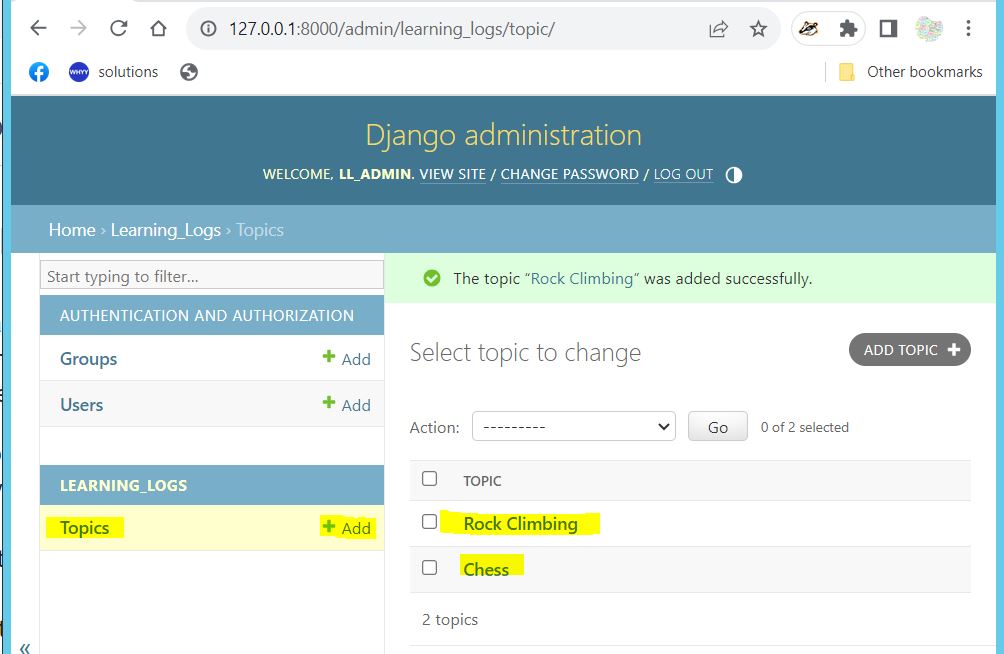 127.0.0.1:8000/admin/learning_logs/topic/
WHYY solutions
Other bookmarks
Django administration
WELCOME, LL_ADMIN. VIEW SITE / CHANGE PASSWORD / LOG OUT
Home › Learning_Logs › Topics
Start typing to filter...
The topic “Rock Climbing” was added successfully.
AUTHENTICATION AND AUTHORIZATION
Groups + Add
Users + Add
LEARNING_LOGS
Topics + Add
Select topic to change
ADD TOPIC +
Action: --------- Go 0 of 2 selected
TOPIC
Rock Climbing
Chess
2 topics
«